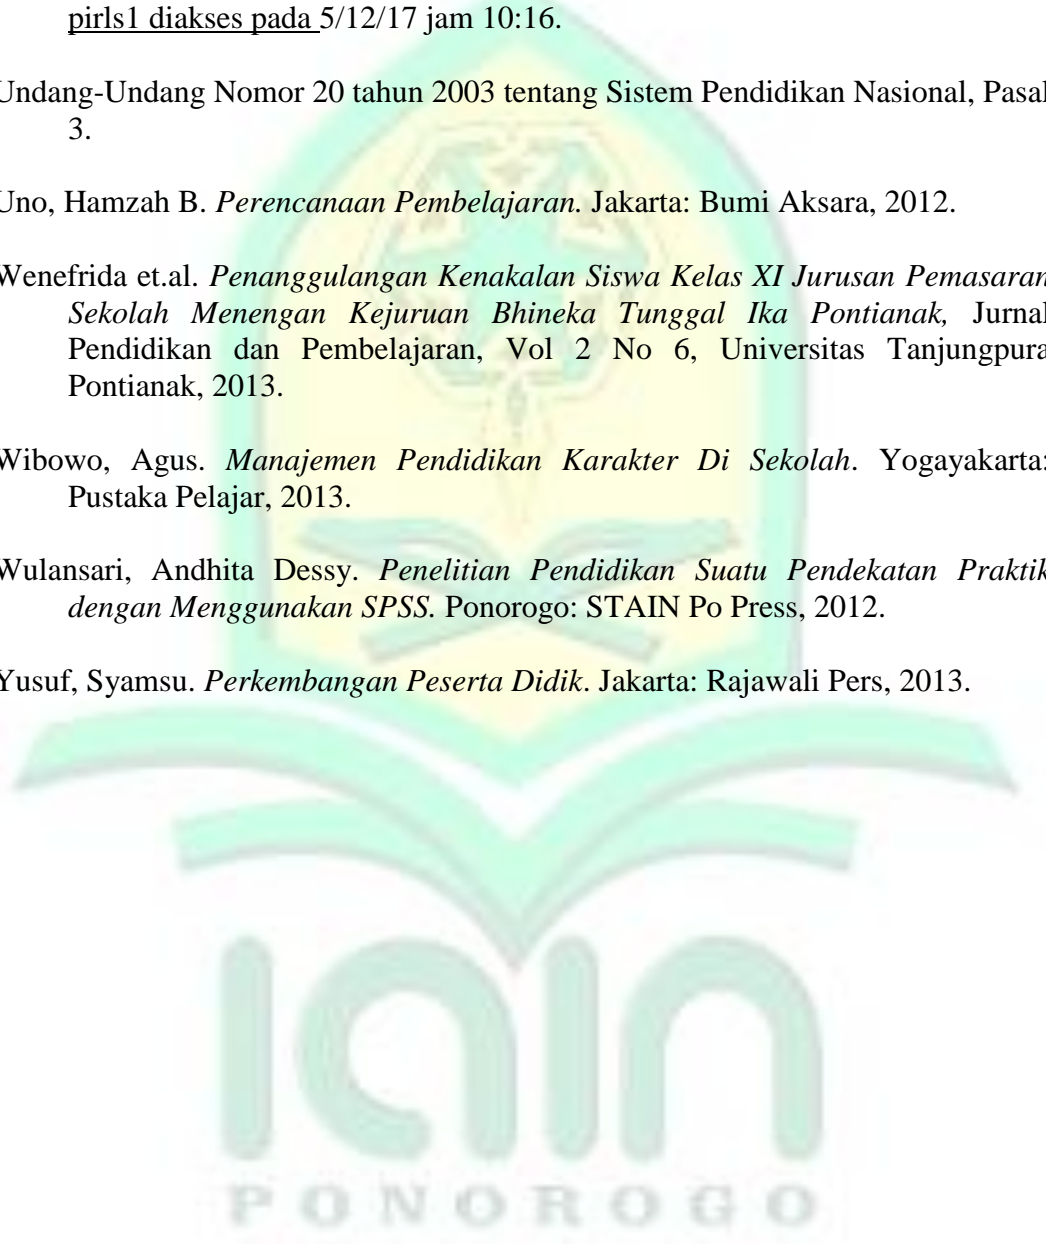 pirls1 diakses pada 5/12/17 jam 10:16.
Undang-Undang Nomor 20 tahun 2003 tentang Sistem Pendidikan Nasional, Pasal
3.
Uno, Hamzah B. Perencanaan Pembelajaran. Jakarta: Bumi Aksara, 2012.
Wenefrida et.al. Penanggulangan Kenakalan Siswa Kelas XI Jurusan Pemasaran
Sekolah Menengan Kejuruan Bhineka Tunggal Ika Pontianak, Jurnal
Pendidikan dan Pembelajaran, Vol 2 No 6, Universitas Tanjungpura
Pontianak, 2013.
Wibowo, Agus. Manajemen Pendidikan Karakter Di Sekolah. Yogayakarta:
Pustaka Pelajar, 2013.
Wulansari, Andhita Dessy. Penelitian Pendidikan Suatu Pendekatan Praktik
dengan Menggunakan SPSS. Ponorogo: STAIN Po Press, 2012.
Yusuf, Syamsu. Perkembangan Peserta Didik. Jakarta: Rajawali Pers, 2013.
iain
PONOROGO